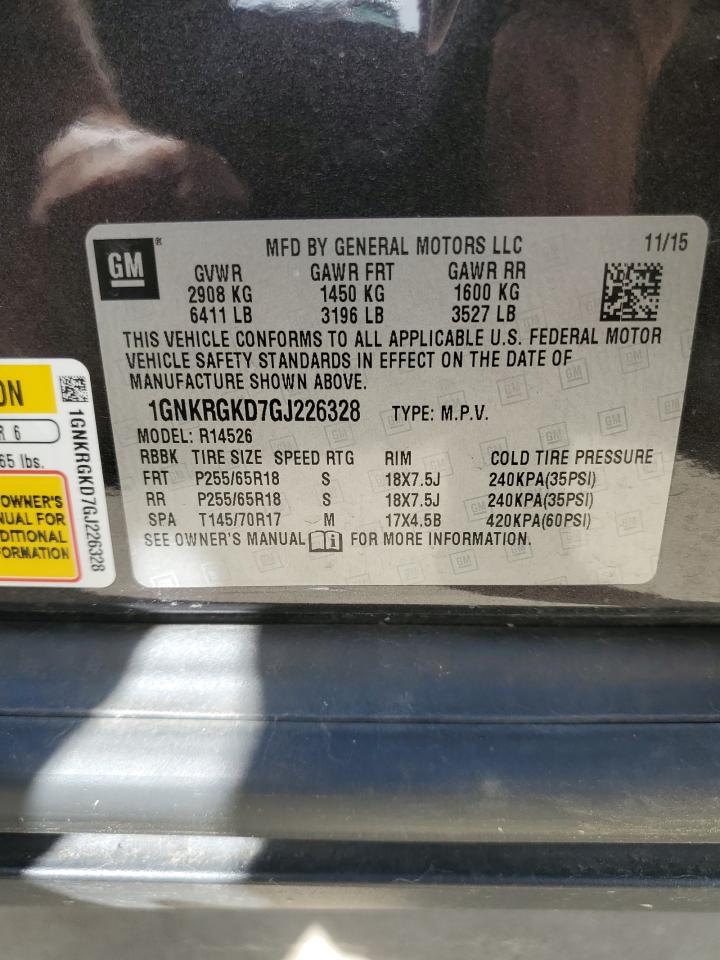 GM
®
MFD BY GENERAL MOTORS LLC 11/15
GVWR GAWR FRT GAWR RR
2908 KG 1450 KG 1600 KG
6411 LB 3196 LB 3527 LB
THIS VEHICLE CONFORMS TO ALL APPLICABLE U.S. FEDERAL MOTOR
VEHICLE SAFETY STANDARDS IN EFFECT ON THE DATE OF
MANUFACTURE SHOWN ABOVE.
1GNKRGKD7GJ226328 TYPE: M.P.V.
MODEL: R14526
RBBK TIRE SIZE SPEED RTG RIM COLD TIRE PRESSURE
FRT P255/65R18 S 18X7.5J 240KPA(35PSI)
RR P255/65R18 S 18X7.5J 240KPA(35PSI)
SPA T145/70R17 M 17X4.5B 420KPA(60PSI)
SEE OWNER'S MANUAL FOR MORE INFORMATION.
ON
R 6
65 lbs.
OWNER'S
NUAL FOR
DITIONAL
FORMATION
1GNKRGKD7GJ226328